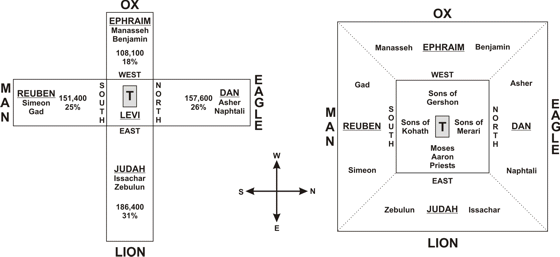 OX
EPHRAIM
Manasseh
Benjamin
108,100
18%
WEST
MAN
REUBEN
Simeon
Gad
151,400
25%
SOUTH
T
LEVI
NORTH
157,600
26%
DAN
Asher
Naphtali
EAGLE
EAST
JUDAH
Issachar
Zebulun
186,400
31%
LION
W
S
N
E
OX
Manasseh
EPHRAIM
Benjamin
WEST
Gad
Asher
Sons of
Gershon
MAN
REUBEN
SOUTH
Sons of
Kohath
T
Sons of
Merari
NORTH
DAN
EAGLE
Moses
Aaron
Priests
Simeon
Naphtali
EAST
Zebulun
JUDAH
Issachar
LION